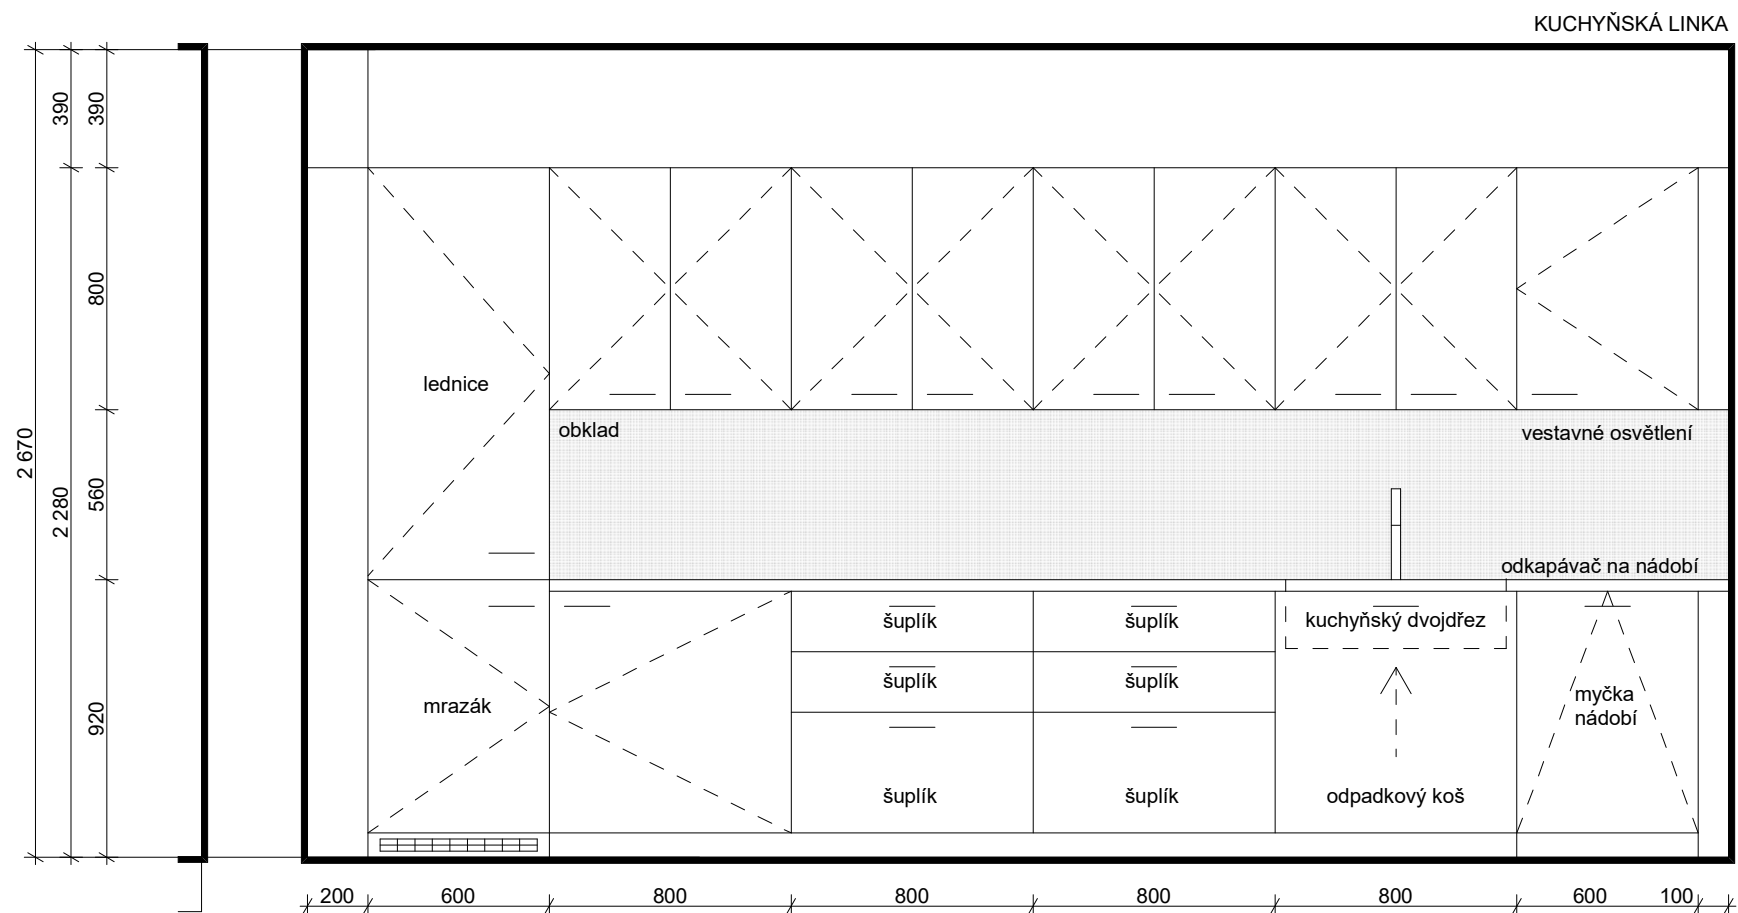 KUCHYŇSKÁ LINKA
390
390
800
lednice
obklad
vestavné osvětlení
2 670
2 280
560
odkapávač na nádobí
šuplík
šuplík
kuchyňský dvojdřez
šuplík
šuplík
920
mrazák
myčka
nádobí
šuplík
šuplík
odpadkový koš
200
600
800
800
800
800
600
100